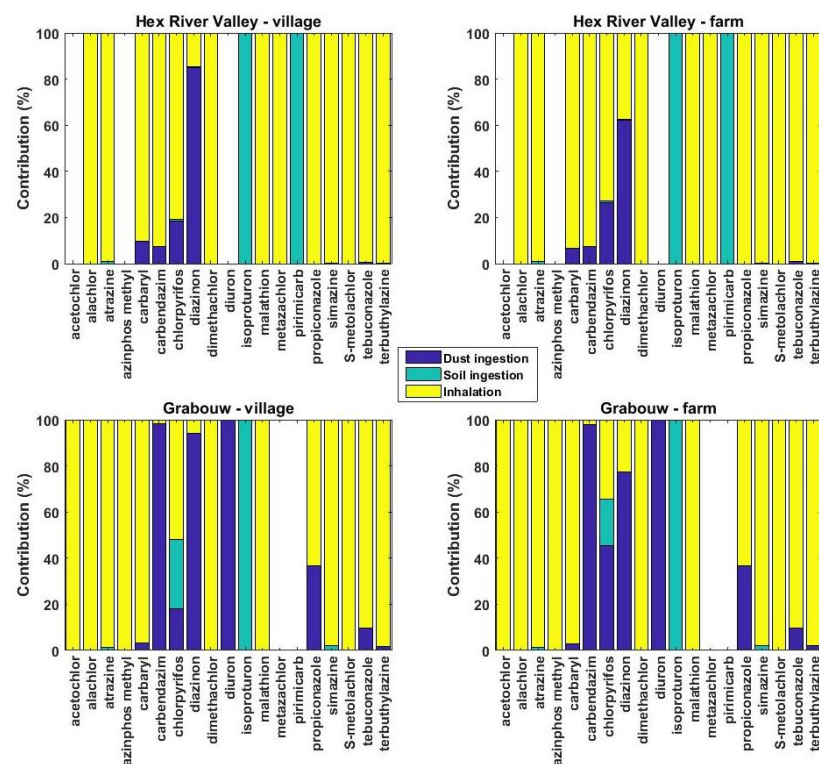 Hex River Valley - village
Contribution (%)
100
80
60
40
20
0
acetochlor
alachlor
atrazine
azinphos methyl
carbaryl
carbendazim
chlorpyrifos
diazinon
dimethachlor
diuron
isoproturon
malathion
metazachlor
pirimicarb
propiconazole
simazine
S-metolachlor
tebuconazole
terbuthylazine
Hex River Valley - farm
Contribution (%)
100
80
60
40
20
0
acetochlor
alachlor
atrazine
azinphos methyl
carbaryl
carbendazim
chlorpyrifos
diazinon
dimethachlor
diuron
isoproturon
malathion
metazachlor
pirimicarb
propiconazole
simazine
S-metolachlor
tebuconazole
terbuthylazine
Dust ingestion
Soil ingestion
Inhalation
Grabouw - village
Contribution (%)
100
80
60
40
20
0
acetochlor
alachlor
atrazine
azinphos methyl
carbaryl
carbendazim
chlorpyrifos
diazinon
dimethachlor
diuron
isoproturon
malathion
metazachlor
pirimicarb
propiconazole
simazine
S-metolachlor
tebuconazole
terbuthylazine
Grabouw - farm
Contribution (%)
100
80
60
40
20
0
acetochlor
alachlor
atrazine
azinphos methyl
carbaryl
carbendazim
chlorpyrifos
diazinon
dimethachlor
diuron
isoproturon
malathion
metazachlor
pirimicarb
propiconazole
simazine
S-metolachlor
tebuconazole
terbuthylazine